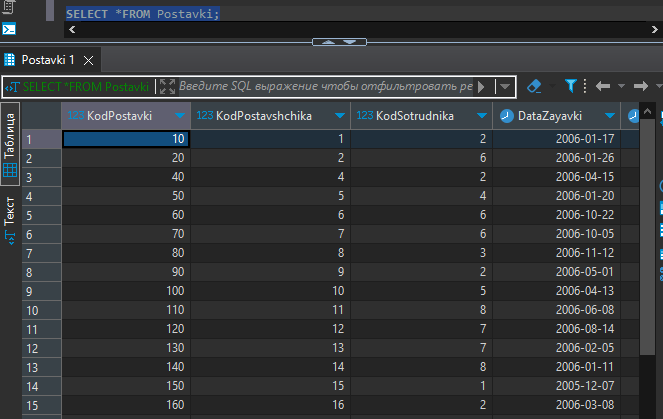 SELECT *FROM Postavki;
Postavki 1
SELECT *FROM Postavki Введите SQL выражение чтобы отфильтровать ре
Таблица
Текст
123 KodPostavki 123 KodPostavshchika 123 KodSotrudnika DataZayavki
1 10 1 2 2006-01-17
2 20 2 6 2006-01-26
3 40 4 2 2006-04-15
4 50 5 4 2006-01-20
5 60 6 6 2006-10-22
6 70 7 6 2006-10-05
7 80 8 3 2006-11-12
8 90 9 2 2006-05-01
9 100 10 5 2006-04-13
10 110 11 8 2006-06-08
11 120 12 7 2006-08-14
12 130 13 7 2006-02-05
13 140 14 8 2006-01-11
14 150 15 1 2005-12-07
15 160 16 2 2006-03-08